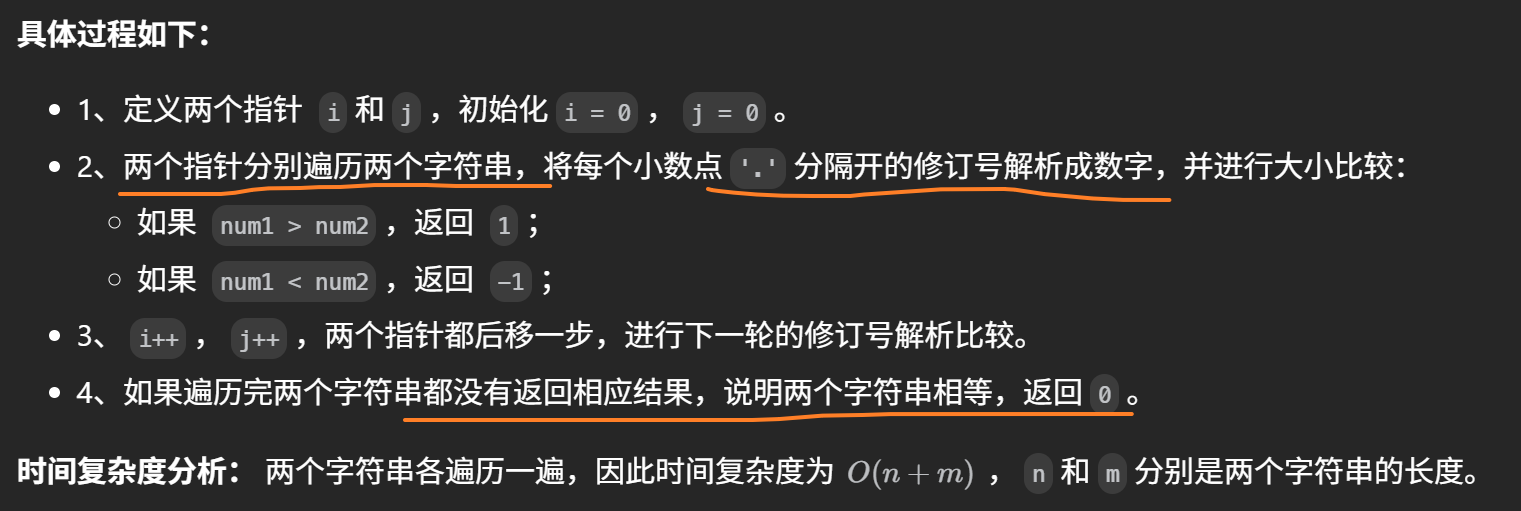 具体过程如下：
1、定义两个指针 i 和 j ，初始化 i = 0 ， j = 0 。
2、两个指针分别遍历两个字符串，将每个小数点 '.' 分隔开的修订号解析成数字，并进行大小比较：
如果 num1 > num2 ，返回 1 ；
如果 num1 < num2 ，返回 −1 ；
3、 i++ ， j++ ，两个指针都后移一步，进行下一轮的修订号解析比较。
4、如果遍历完两个字符串都没有返回相应结果，说明两个字符串相等，返回 0 。
时间复杂度分析： 两个字符串各遍历一遍，因此时间复杂度为 O(n + m) ， n 和 m 分别是两个字符串的长度。